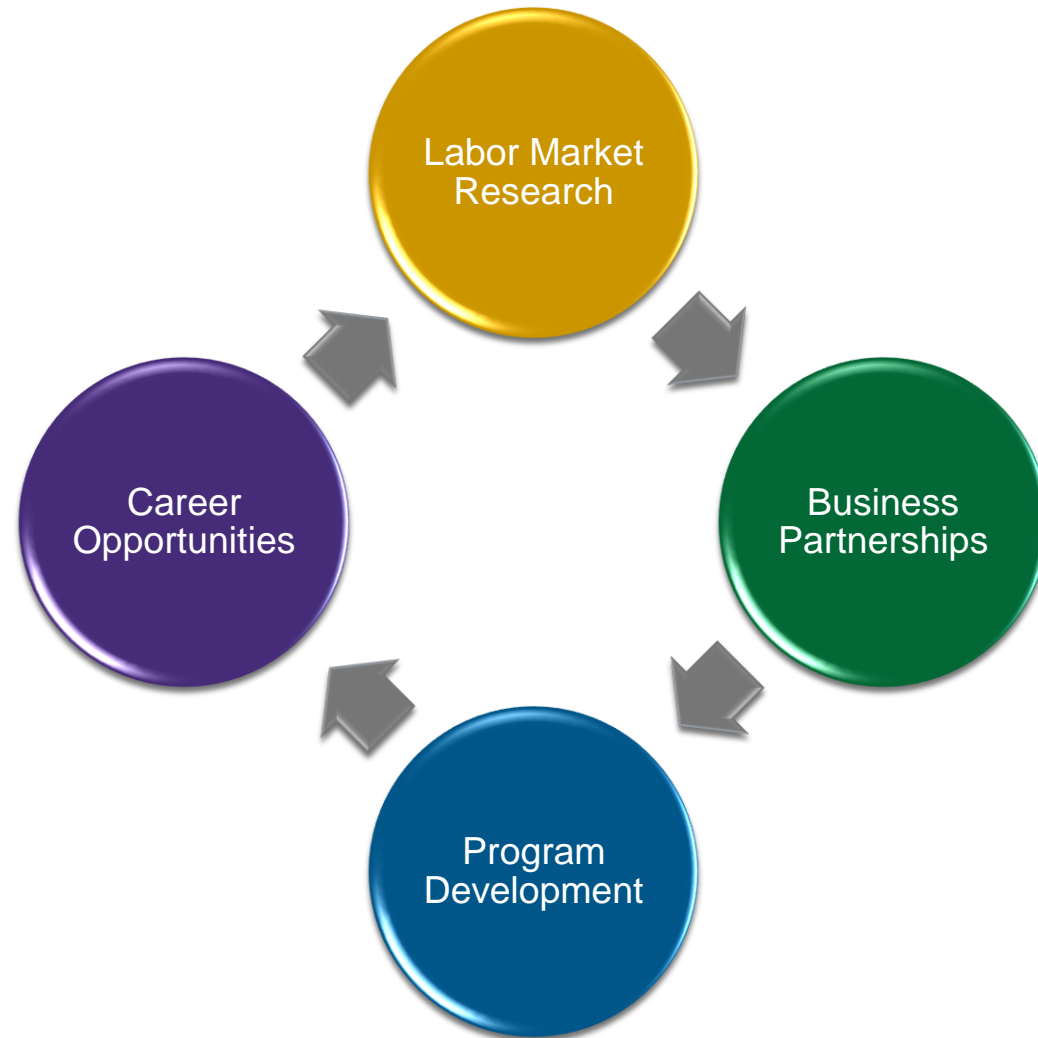 Labor Market
Research
Business
Partnerships
Program
Development
Career
Opportunities